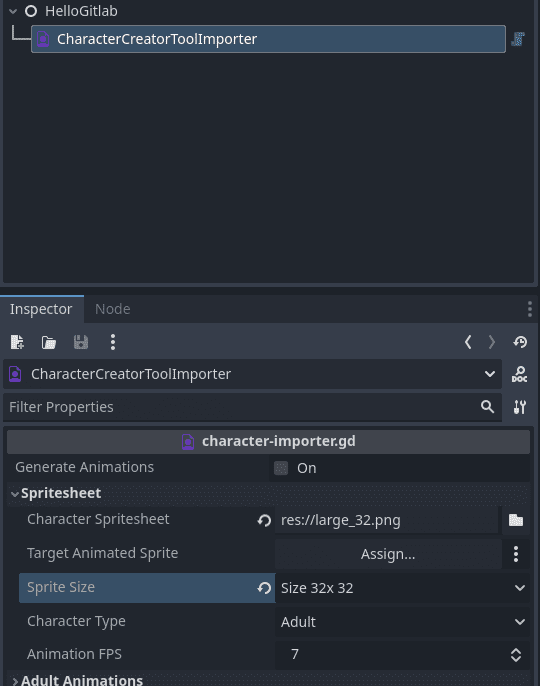 HelloGitlab
CharacterCreatorToolImporter
Inspector Node
CharacterCreatorToolImporter
DOC
Filter Properties
character-importer.gd
Generate Animations On
Spritesheet
Character Spritesheet res://large_32.png
Target Animated Sprite Assign...
Sprite Size Size 32x 32
Character Type Adult
Animation FPS 7
Adult Animations